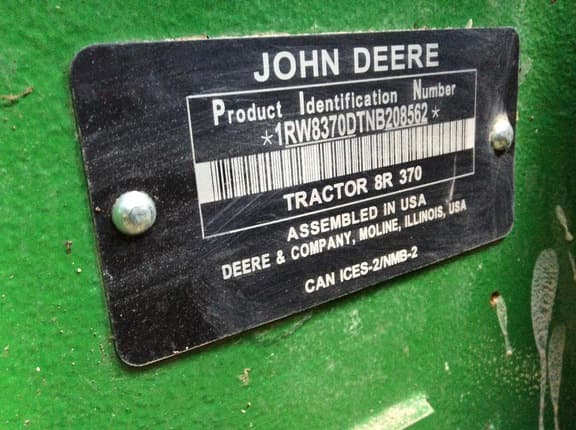 JOHN DEERE
Product Identification Number
*1RW8370DTNB208562*
TRACTOR 8R 370
ASSEMBLED IN USA
DEERE & COMPANY, MOLINE, ILLINOIS, USA
CAN ICES-2/NMB-2